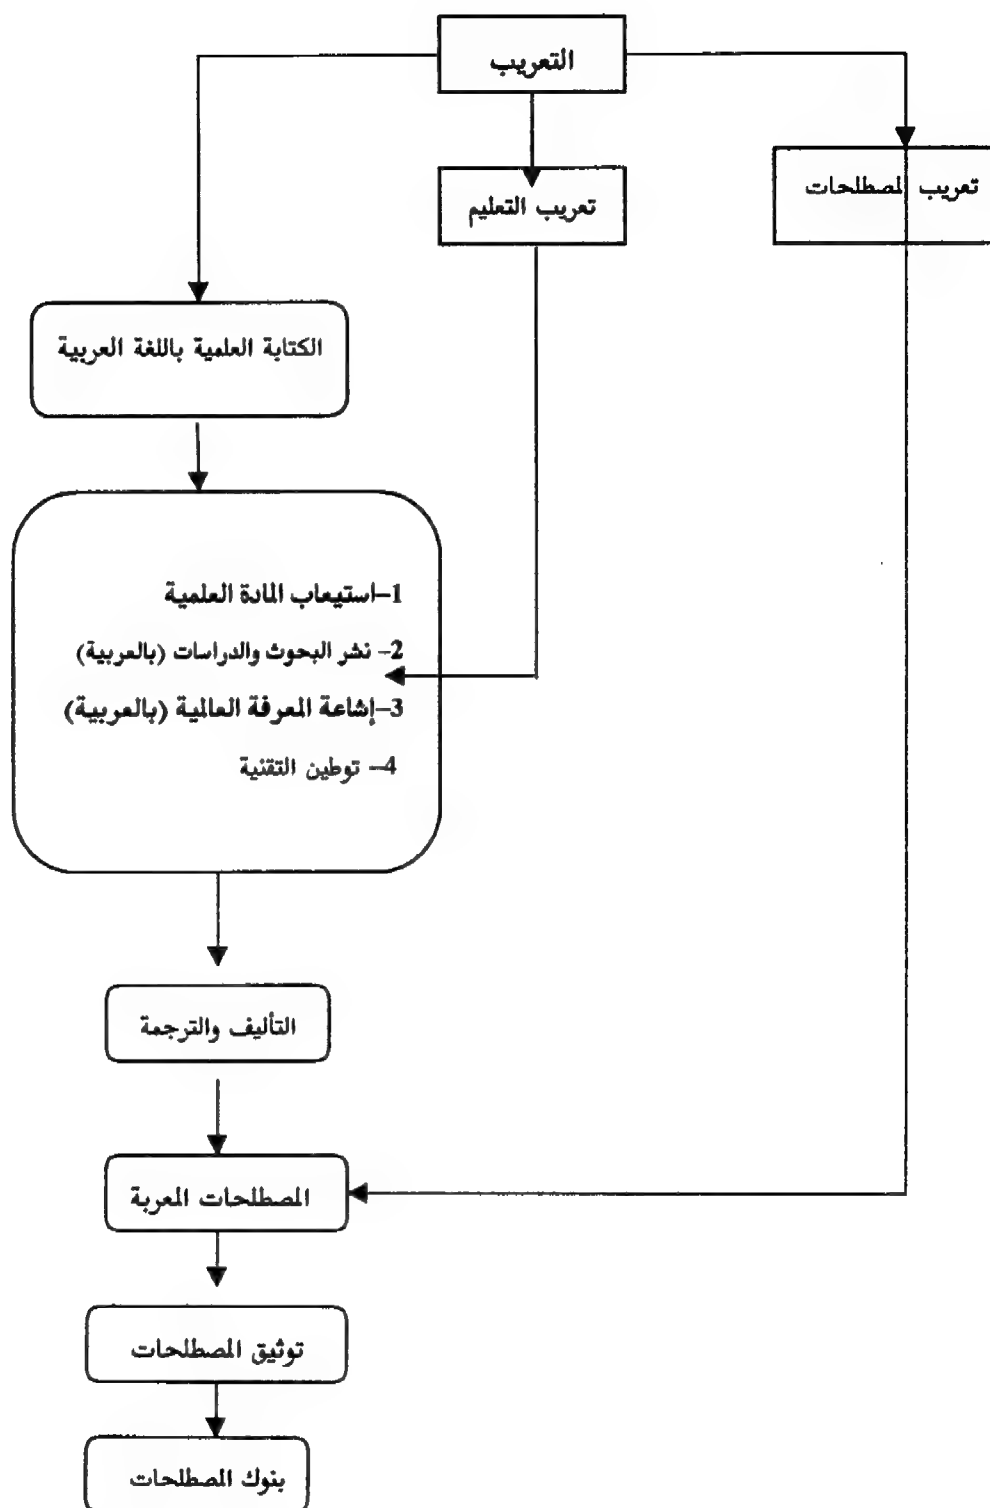 التعريب
تعريب المصطلحات
تعريب التعليم
الكتابة العلمية باللغة العربية
1–استيعاب المادة العلمية
2– نشر البحوث والدراسات (بالعربية)
3–إشاعة المعرفة العالمية (بالعربية)
4– توطين التقنية
التأليف والترجمة
المصطلحات المعربة
توثيق المصطلحات
بنوك المصطلحات